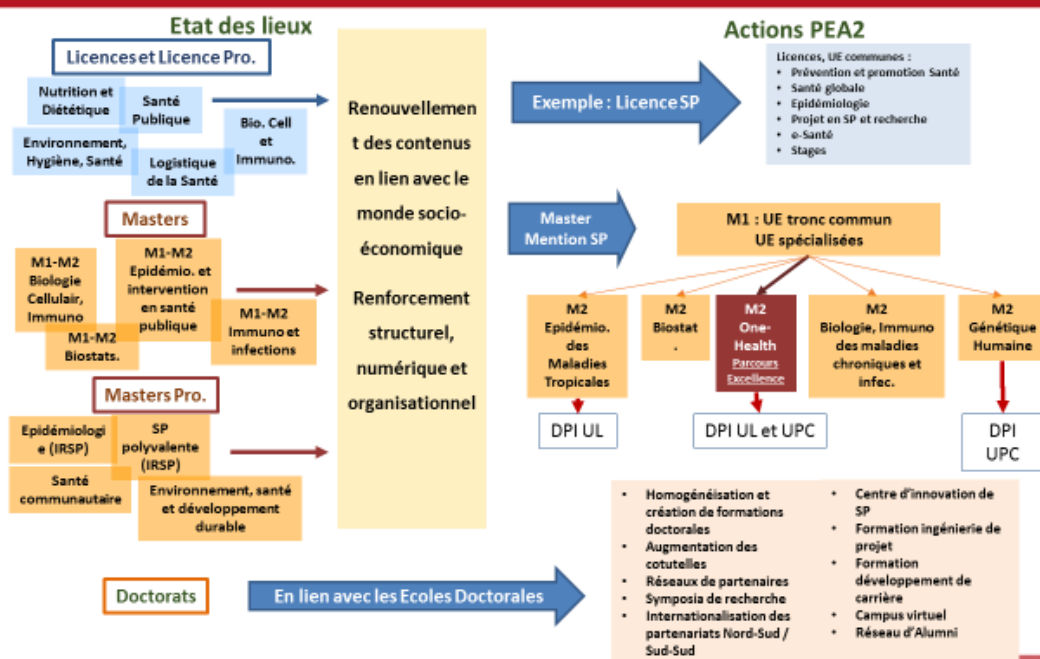 Etat des lieux
Actions PEA2
Licences et Licence Pro.
Nutrition et
Diététique
Santé
Publique
Environnement,
Hygiène, Santé
Logistique
de la Santé
Bio. Cell
et
Immuno.
Masters
M1-M2
Biologie
Cellulair,
Immuno
M1-M2
Epidémio. et
intervention
en santé
publique
M1-M2
Biostats.
M1-M2
Immuno et
infections
Masters Pro.
Epidémiologi
e (IRSP)
SP
polyvalente
(IRSP)
Santé
communautaire
Environnement, santé
et développement
durable
Doctorats
Renouvellemen
t des contenus
en lien avec le
monde socio-
économique
Renforcement
structurel,
numérique et
organisationnel
Exemple : Licence SP
Licences, UE communes :
• Prévention et promotion Santé
• Santé globale
• Epidémiologie
• Projet en SP et recherche
• e-Santé
• Stages
Master
Mention SP
M1 : UE tronc commun
UE spécialisées
M2
Epidémio.
des
Maladies
Tropicales
M2
Biostat
.
M2
One-
Health
Parcours
Excellence
M2
Biologie, Immuno
des maladies
chroniques et
infec.
M2
Génétique
Humaine
DPI UL
DPI UL et UPC
DPI
UPC
En lien avec les Ecoles Doctorales
• Homogénéisation et
création de formations
doctorales
• Augmentation des
cotutelles
• Réseaux de partenaires
• Symposia de recherche
• Internationalisation des
partenariats Nord-Sud /
Sud-Sud
• Centre d'innovation de
SP
• Formation ingénierie de
projet
• Formation
développement de
carrière
• Campus virtuel
• Réseau d'Alumni